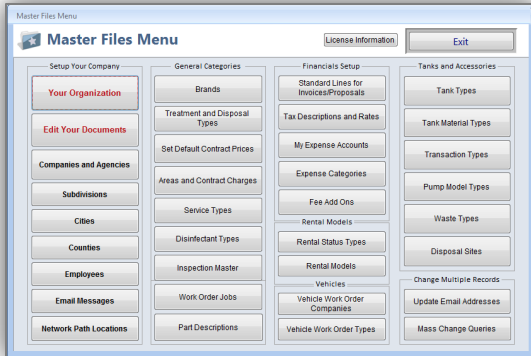 Master Files Menu
Master Files Menu
License Information
Exit
Setup Your Company
Your Organization
Edit Your Documents
Companies and Agencies
Subdivisions
Cities
Counties
Employees
Email Messages
Network Path Locations
General Categories
Brands
Treatment and Disposal
Types
Set Default Contract Prices
Areas and Contract Charges
Service Types
Disinfectant Types
Inspection Master
Work Order Jobs
Part Descriptions
Financials Setup
Standard Lines for
Invoices/Proposals
Tax Descriptions and Rates
My Expense Accounts
Expense Categories
Fee Add Ons
Rental Models
Rental Status Types
Rental Models
Vehicles
Vehicle Work Order
Companies
Vehicle Work Order Types
Tanks and Accessories
Tank Types
Tank Material Types
Transaction Types
Pump Model Types
Waste Types
Disposal Sites
Change Multiple Records
Update Email Addresses
Mass Change Queries